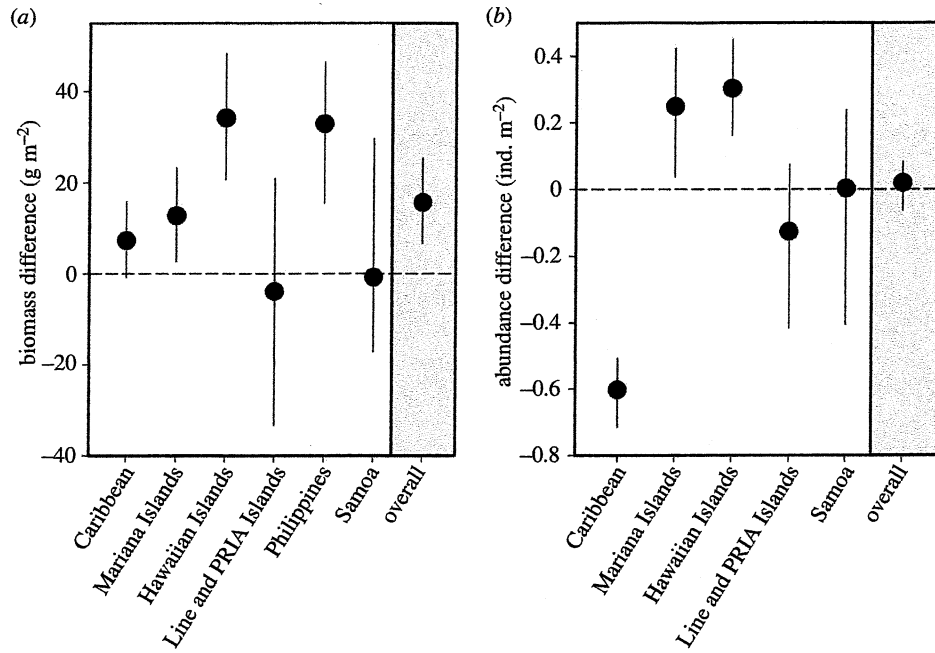 (a)
biomass difference (g m⁻²)
40
20
0
−20
−40
Caribbean
Mariana Islands
Hawaiian Islands
Line and PRIA Islands
Philippines
Samoa
overall
(b)
abundance difference (ind. m⁻²)
0.4
0.2
0
−0.2
−0.4
−0.6
−0.8
Caribbean
Mariana Islands
Hawaiian Islands
Line and PRIA Islands
Samoa
overall